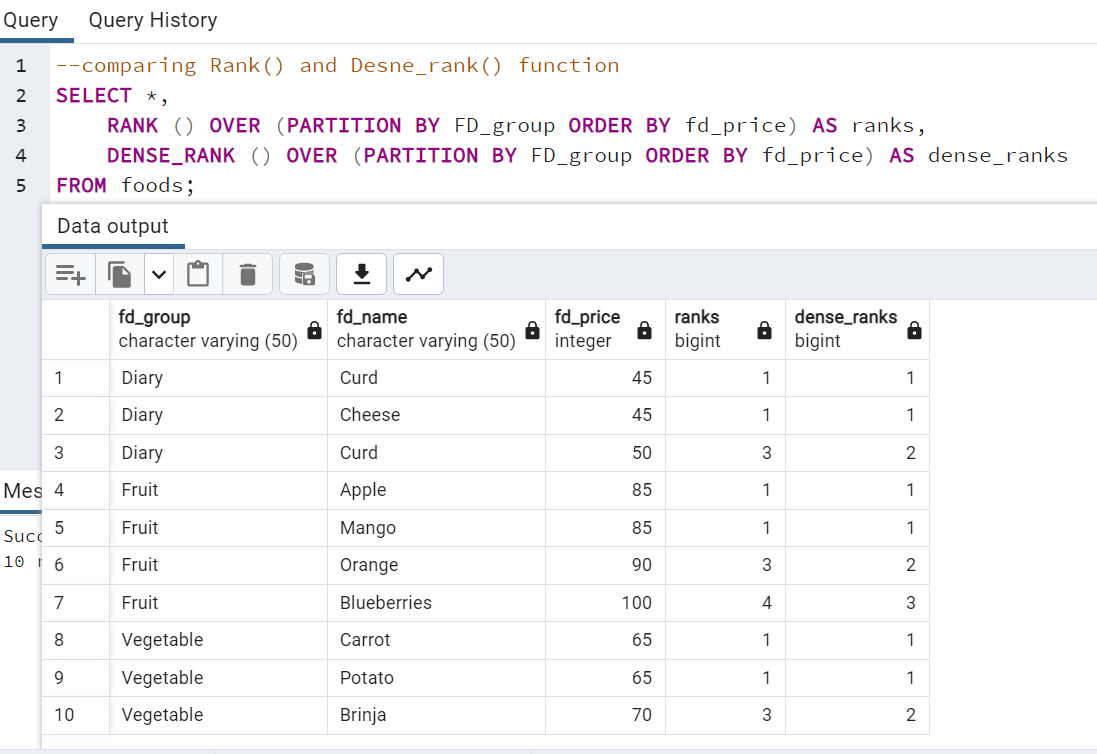 Query Query History
1 --comparing Rank() and Desne_rank() function
2 SELECT *,
3 RANK () OVER (PARTITION BY FD_group ORDER BY fd_price) AS ranks,
4 DENSE_RANK () OVER (PARTITION BY FD_group ORDER BY fd_price) AS dense_ranks
5 FROM foods;
Data output
fd_group fd_name fd_price ranks dense_ranks
character varying (50) character varying (50) integer bigint bigint
1 Diary Curd 45 1 1
2 Diary Cheese 45 1 1
3 Diary Curd 50 3 2
Mes
4 Fruit Apple 85 1 1
5 Fruit Mango 85 1 1
Succ
10
6 Fruit Orange 90 3 2
7 Fruit Blueberries 100 4 3
8 Vegetable Carrot 65 1 1
9 Vegetable Potato 65 1 1
10 Vegetable Brinja 70 3 2